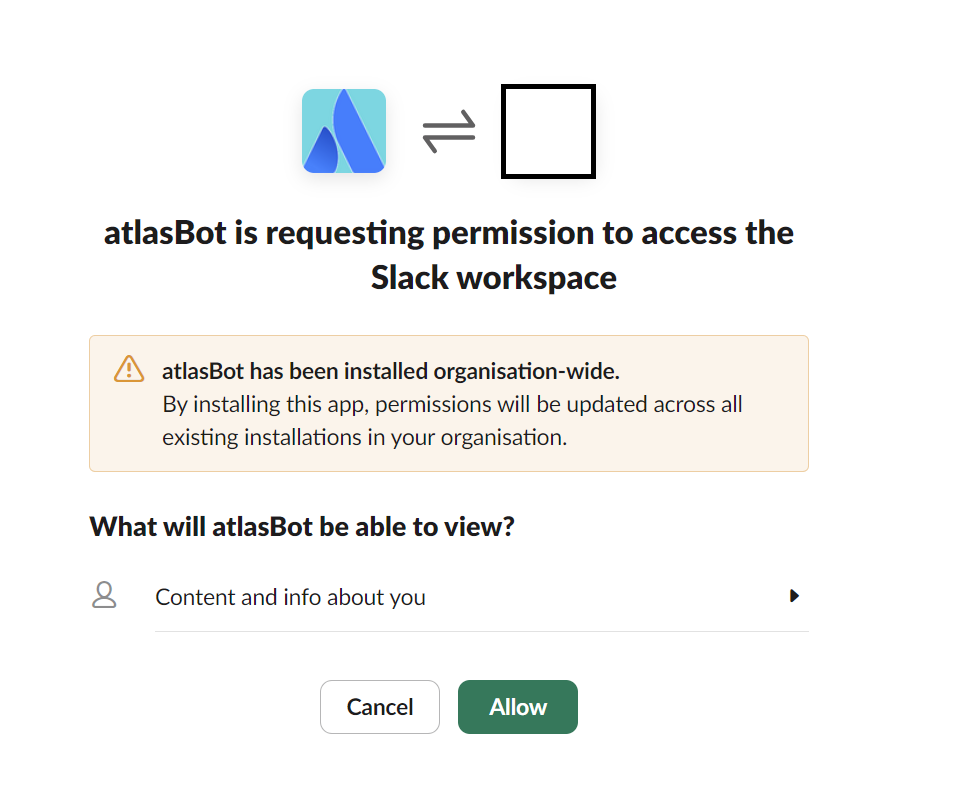 atlasBot is requesting permission to access the
Slack workspace
atlasBot has been installed organisation-wide.
By installing this app, permissions will be updated across all
existing installations in your organisation.
What will atlasBot be able to view?
Content and info about you
Cancel
Allow